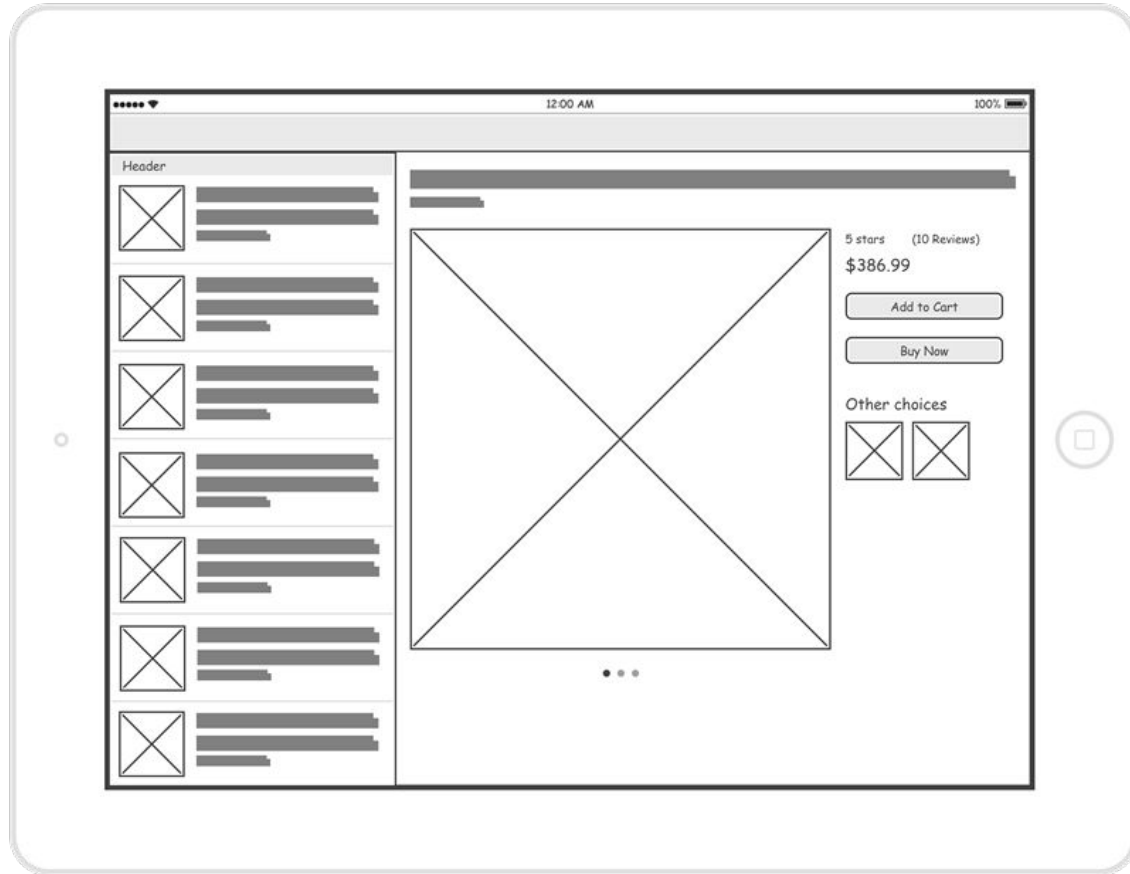 12:00 AM
100%
Header
5 stars (10 Reviews)
$386.99
Add to Cart
Buy Now
Other choices